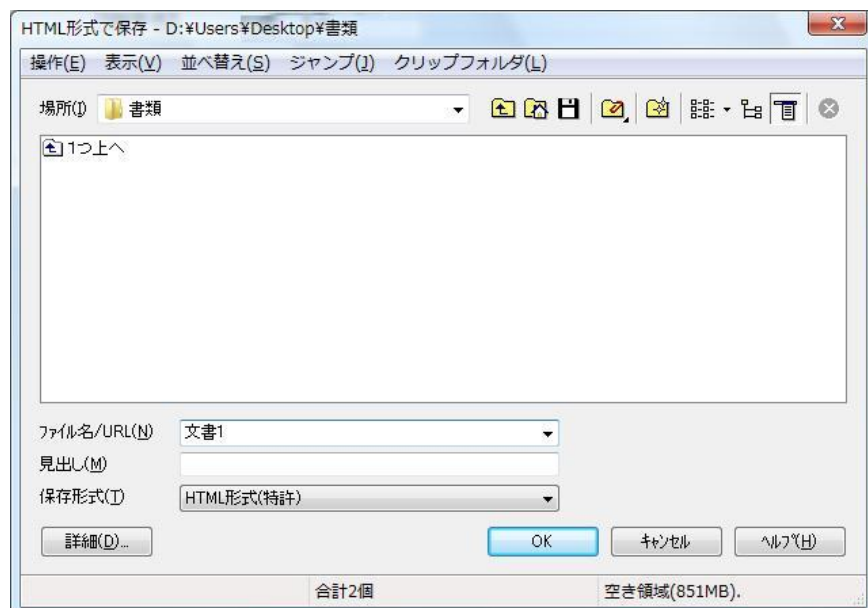 HTML形式で保存 - D:¥Users¥Desktop¥書類
操作(E) 表示(V) 並べ替え(S) ジャンプ(J) クリップフォルダ(L)
場所(I) 書類
1つ上へ
ファイル名/URL(N) 文書1
見出し(M)
保存形式(T) HTML形式(特許)
詳細(D)... OK キャンセル ヘルプ(H)
合計2個 空き領域(851MB).